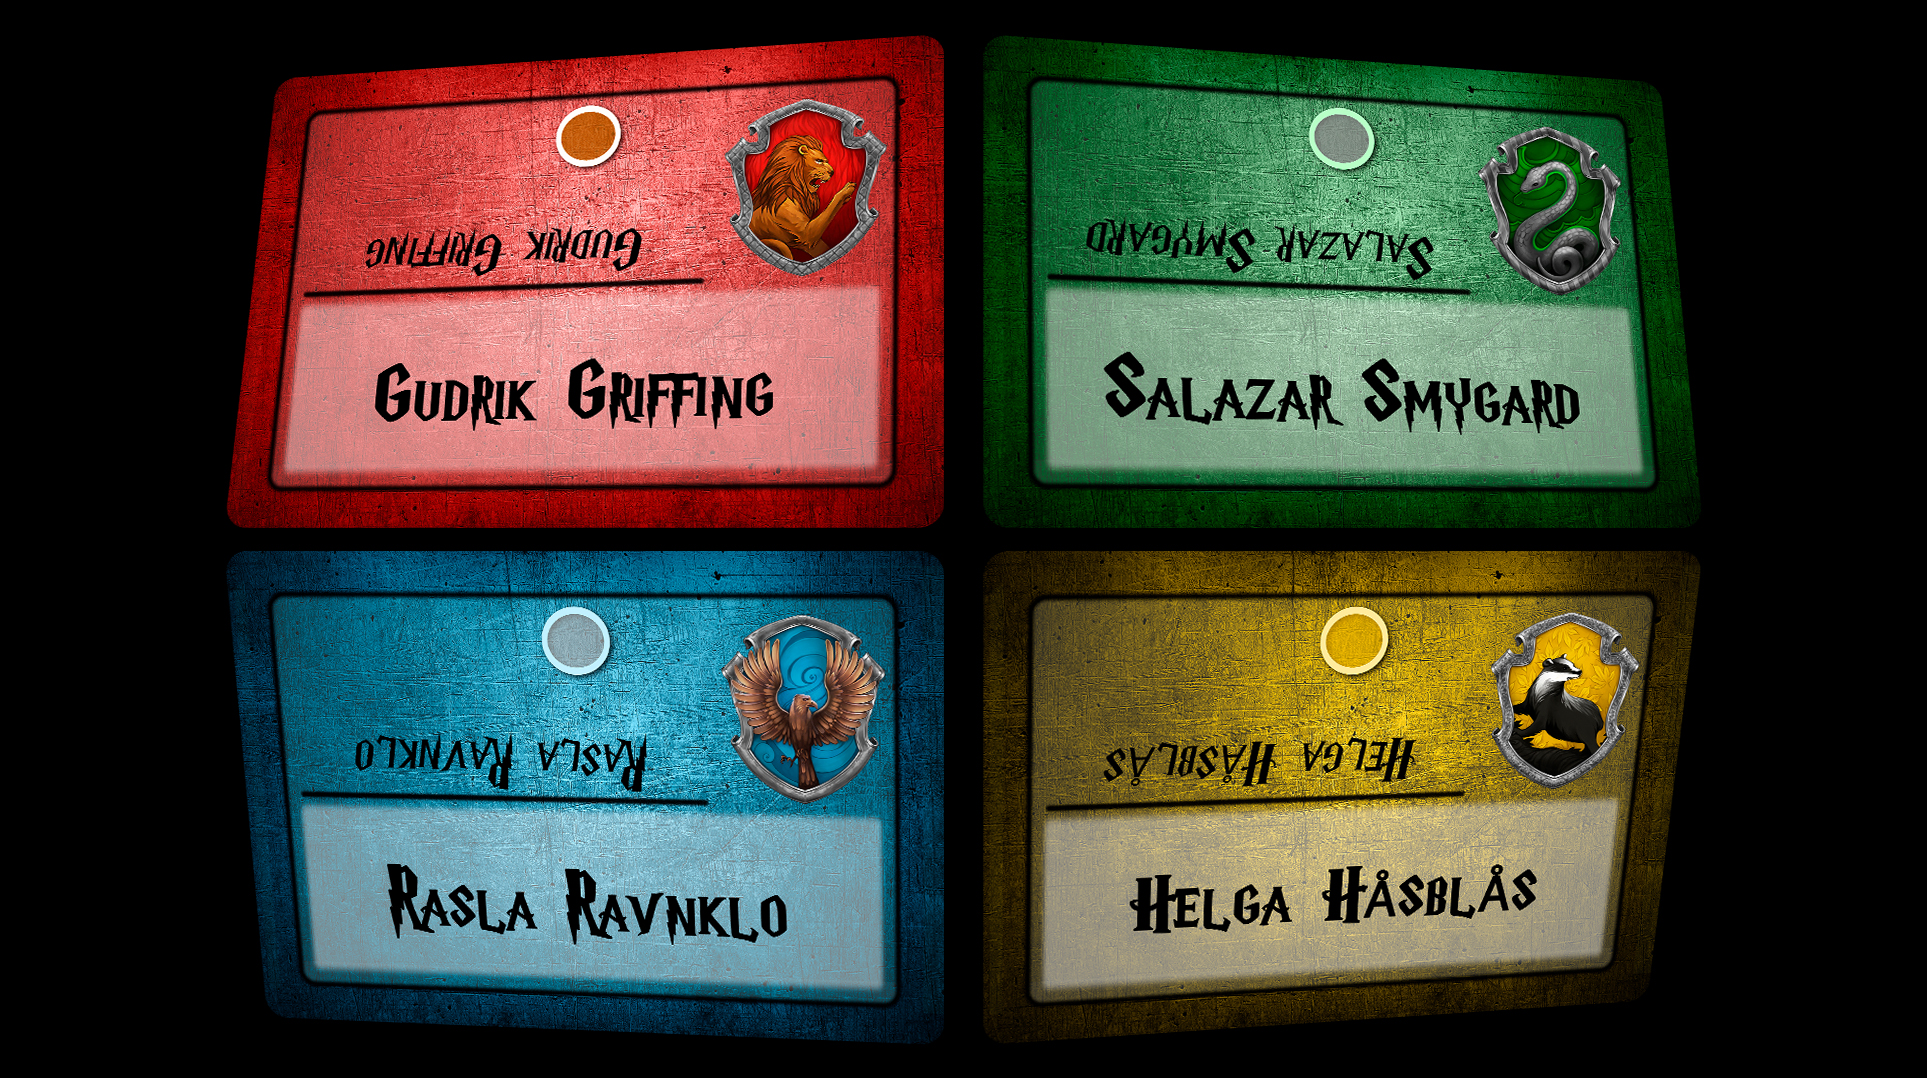 Gudrik Griffing
Gudrik Griffing
Salazar Smygard
Salazar Smygard
Rasla Ravnklo
Rasla Ravnklo
Helga Håsblås
Helga Håsblås